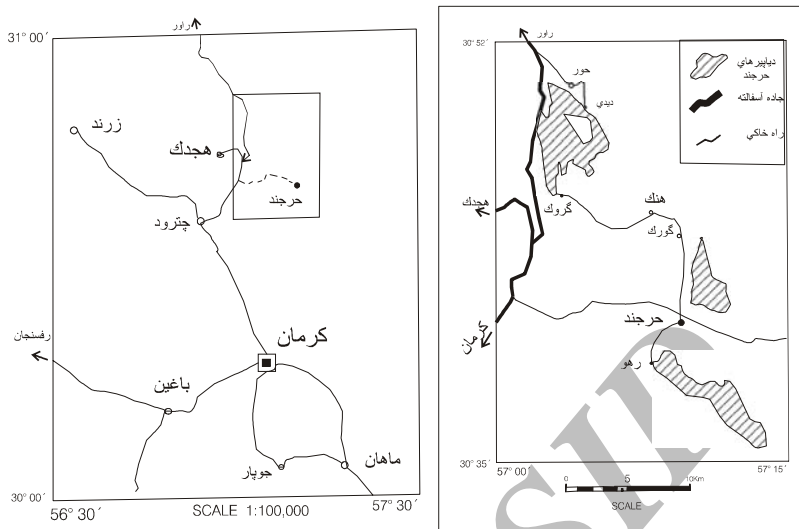 31° 00´
راور
زرند
هجدك
حرجند
چترود
رفسنجان
كرمان
باغين
جوپار
ماهان
30° 00´
56° 30´
SCALE 1:100,000
57° 30´
30° 52´
راور
حور
ديدي
دياپيرهاي
حرجند
جاده آسفالته
راه خاكي
هجدك
گروك
هنك
گورك
حرجند
كرمان
رهو
30° 35´
57° 00´
57° 15´
0 5 10Km
SCALE
SID